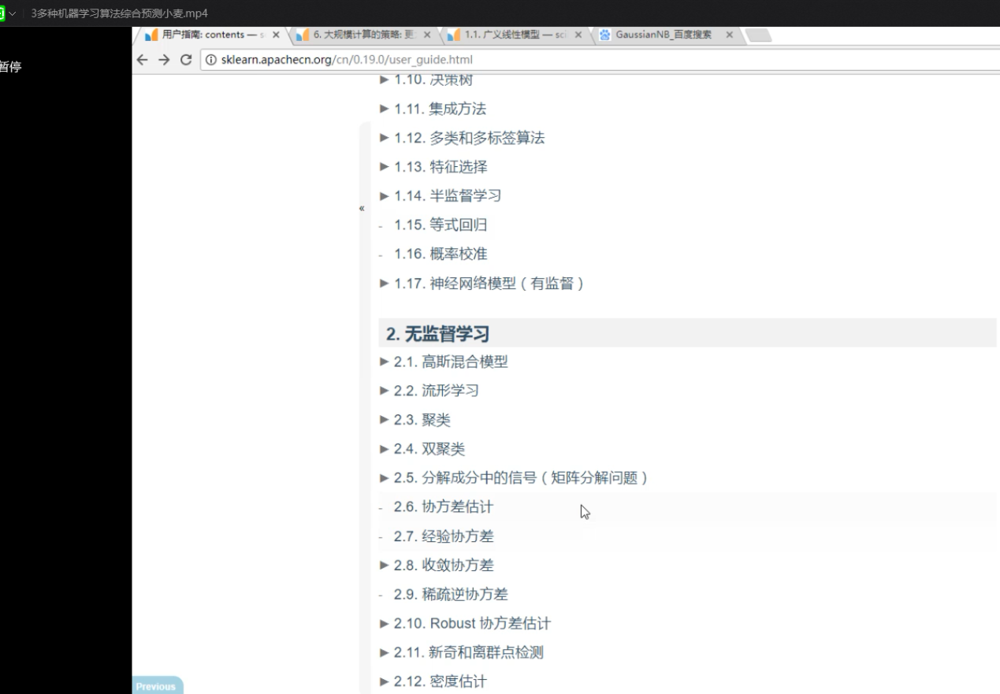 3多种机器学习算法综合预测小麦.mp4
暂停
用户指南: contents — s
6. 大规模计算的策略: 更
1.1. 广义线性模型 — sci
GaussianNB_百度搜索
sklearn.apachecn.org/cn/0.19.0/user_guide.html
1.10. 决策树
1.11. 集成方法
1.12. 多类和多标签算法
1.13. 特征选择
1.14. 半监督学习
«
1.15. 等式回归
1.16. 概率校准
1.17. 神经网络模型（有监督）
2. 无监督学习
2.1. 高斯混合模型
2.2. 流形学习
2.3. 聚类
2.4. 双聚类
2.5. 分解成分中的信号（矩阵分解问题）
2.6. 协方差估计
2.7. 经验协方差
2.8. 收敛协方差
2.9. 稀疏逆协方差
2.10. Robust 协方差估计
2.11. 新奇和离群点检测
2.12. 密度估计
Previous